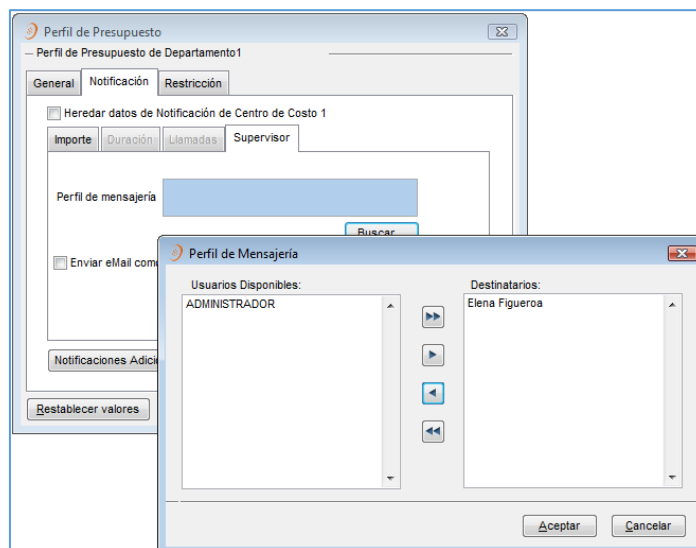 Perfil de Presupuesto
Perfil de Presupuesto de Departamento1
General Notificación Restricción
Heredar datos de Notificación de Centro de Costo 1
Importe Duración Llamadas Supervisor
Perfil de mensajería
Buscar...
Enviar eMail com
Notificaciones Adici
Restablecer valores
Perfil de Mensajería
Usuarios Disponibles: Destinatarios:
ADMINISTRADOR Elena Figueroa
Aceptar Cancelar